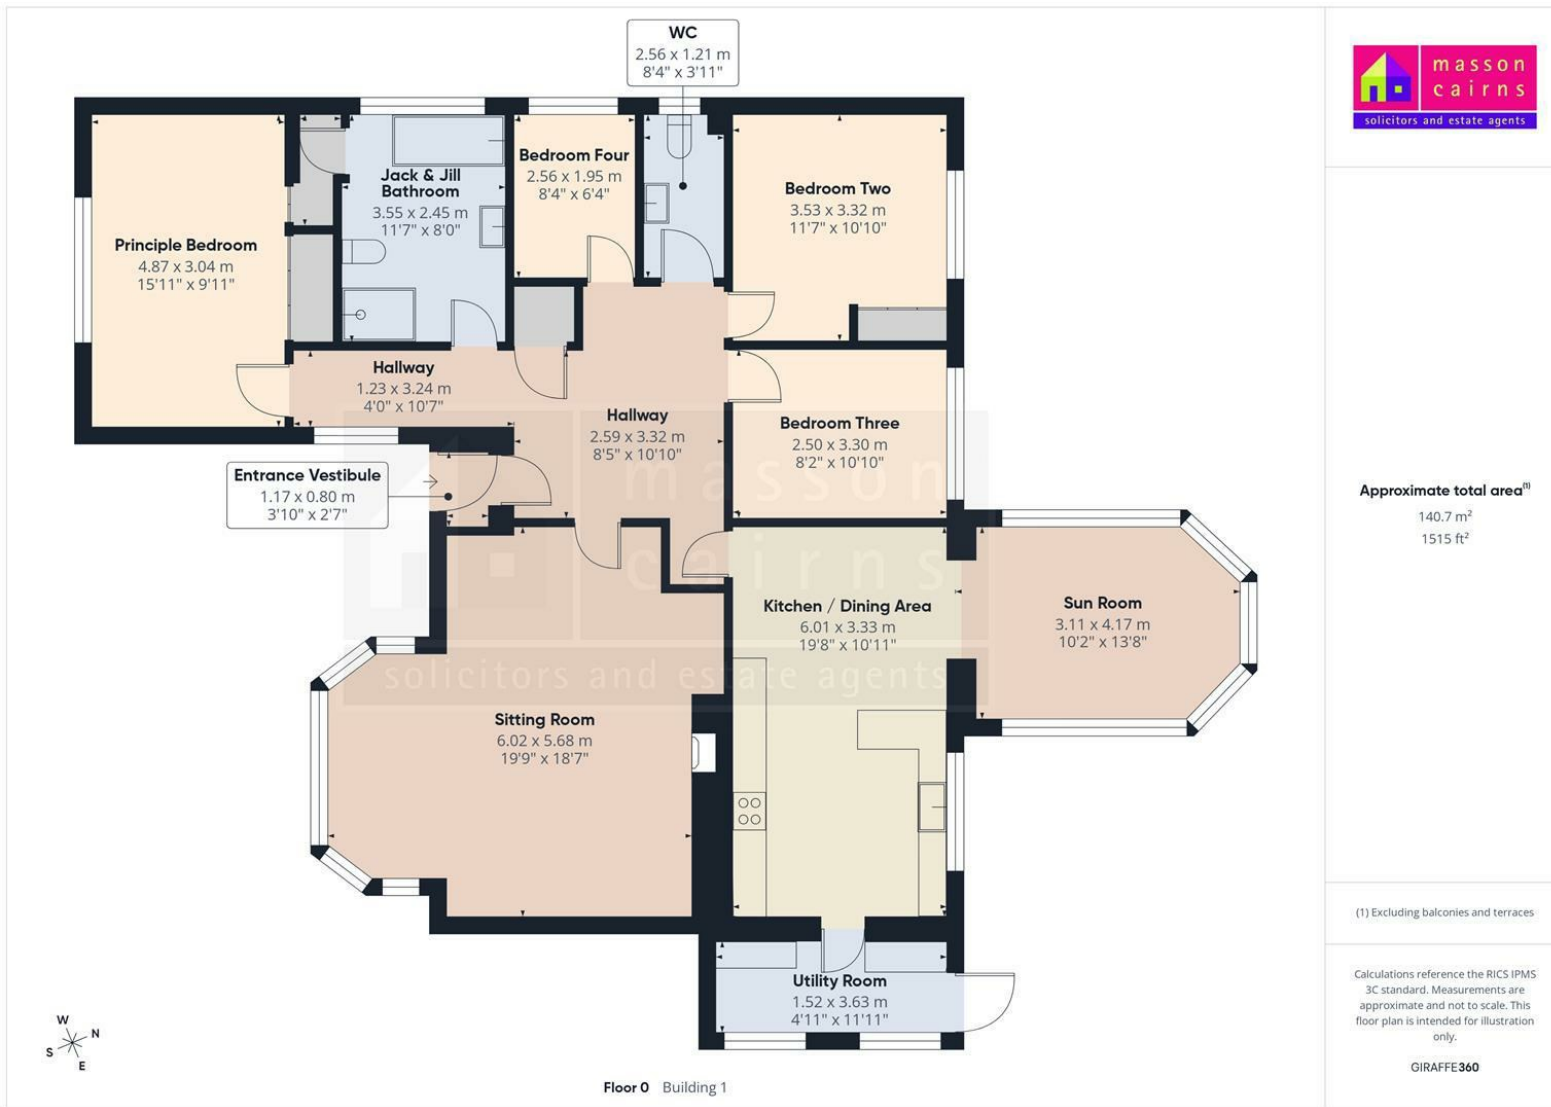 WC
2.56 x 1.21 m
8'4" x 3'11"
Principle Bedroom
4.87 x 3.04 m
15'11" x 9'11"
Jack & Jill
Bathroom
3.55 x 2.45 m
11'7" x 8'0"
Bedroom Four
2.56 x 1.95 m
8'4" x 6'4"
Bedroom Two
3.53 x 3.32 m
11'7" x 10'10"
Hallway
1.23 x 3.24 m
4'0" x 10'7"
Hallway
2.59 x 3.32 m
8'5" x 10'10"
Bedroom Three
2.50 x 3.30 m
8'2" x 10'10"
Entrance Vestibule
1.17 x 0.80 m
3'10" x 2'7"
masson
cairns
solicitors and estate agents
Kitchen / Dining Area
6.01 x 3.33 m
19'8" x 10'11"
Sun Room
3.11 x 4.17 m
10'2" x 13'8"
Sitting Room
6.02 x 5.68 m
19'9" x 18'7"
Utility Room
1.52 x 3.63 m
4'11" x 11'11"
W
N
S
E
Floor 0 Building 1
masson
cairns
solicitors and estate agents
Approximate total area(1)
140.7 m²
1515 ft²
(1) Excluding balconies and terraces
Calculations reference the RICS IPMS
3C standard. Measurements are
approximate and not to scale. This
floor plan is intended for illustration
only.
GIRAFFE360